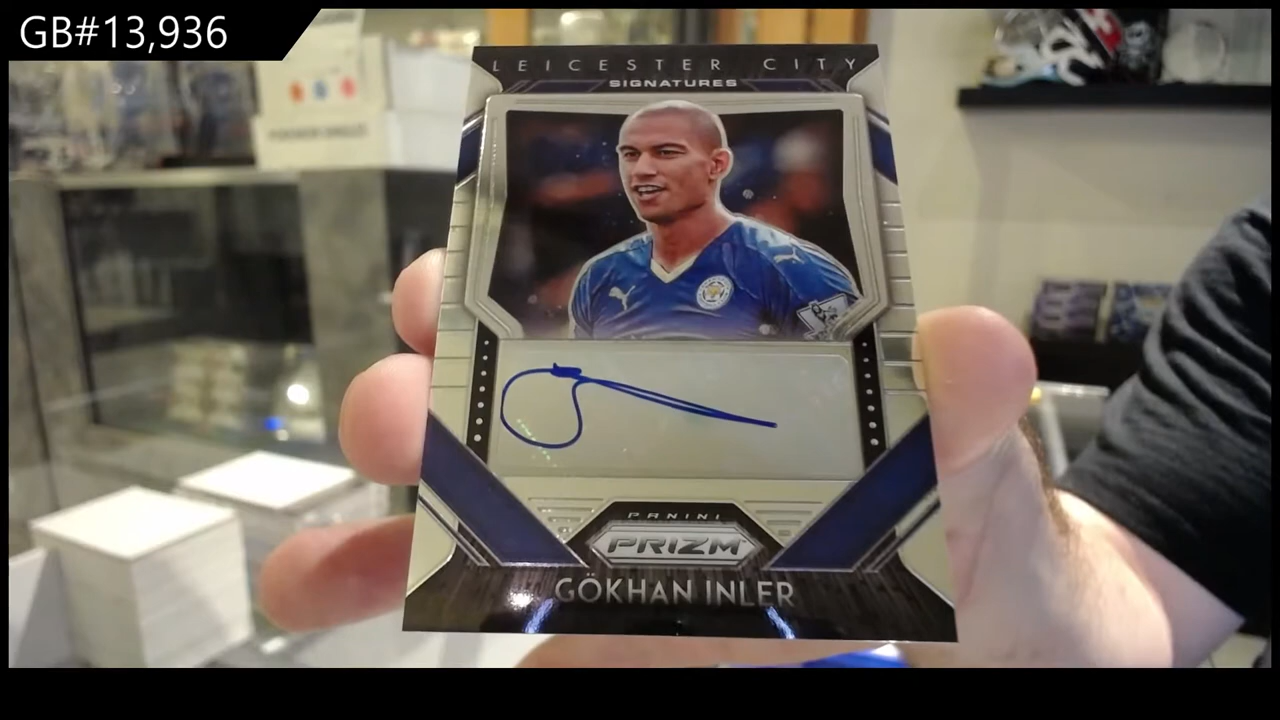 GB#13,936
LEICESTER CITY
SIGNATURES
PANINI
PRIZM
GÖKHAN INLER